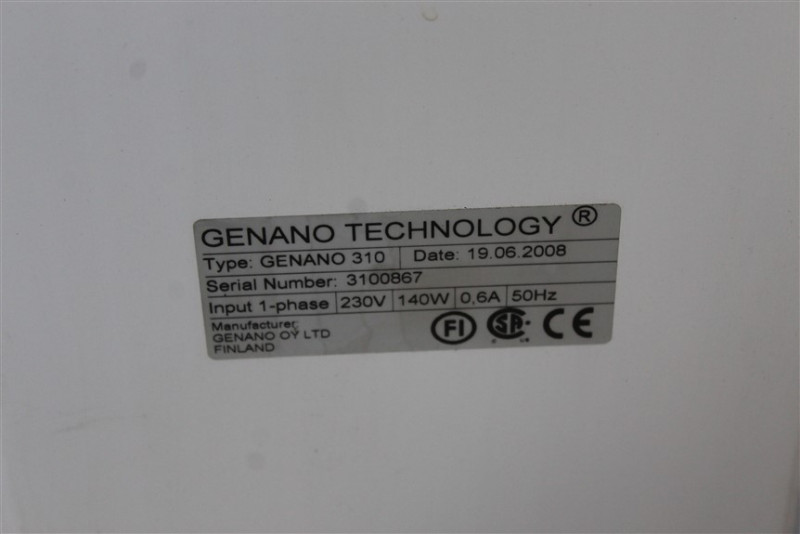 GENANO TECHNOLOGY ®
Type: GENANO 310 Date: 19.06.2008
Serial Number: 3100867
Input 1-phase 230V 140W 0,6A 50Hz
Manufacturer:
GENANO OY LTD
FINLAND
FI SA CE